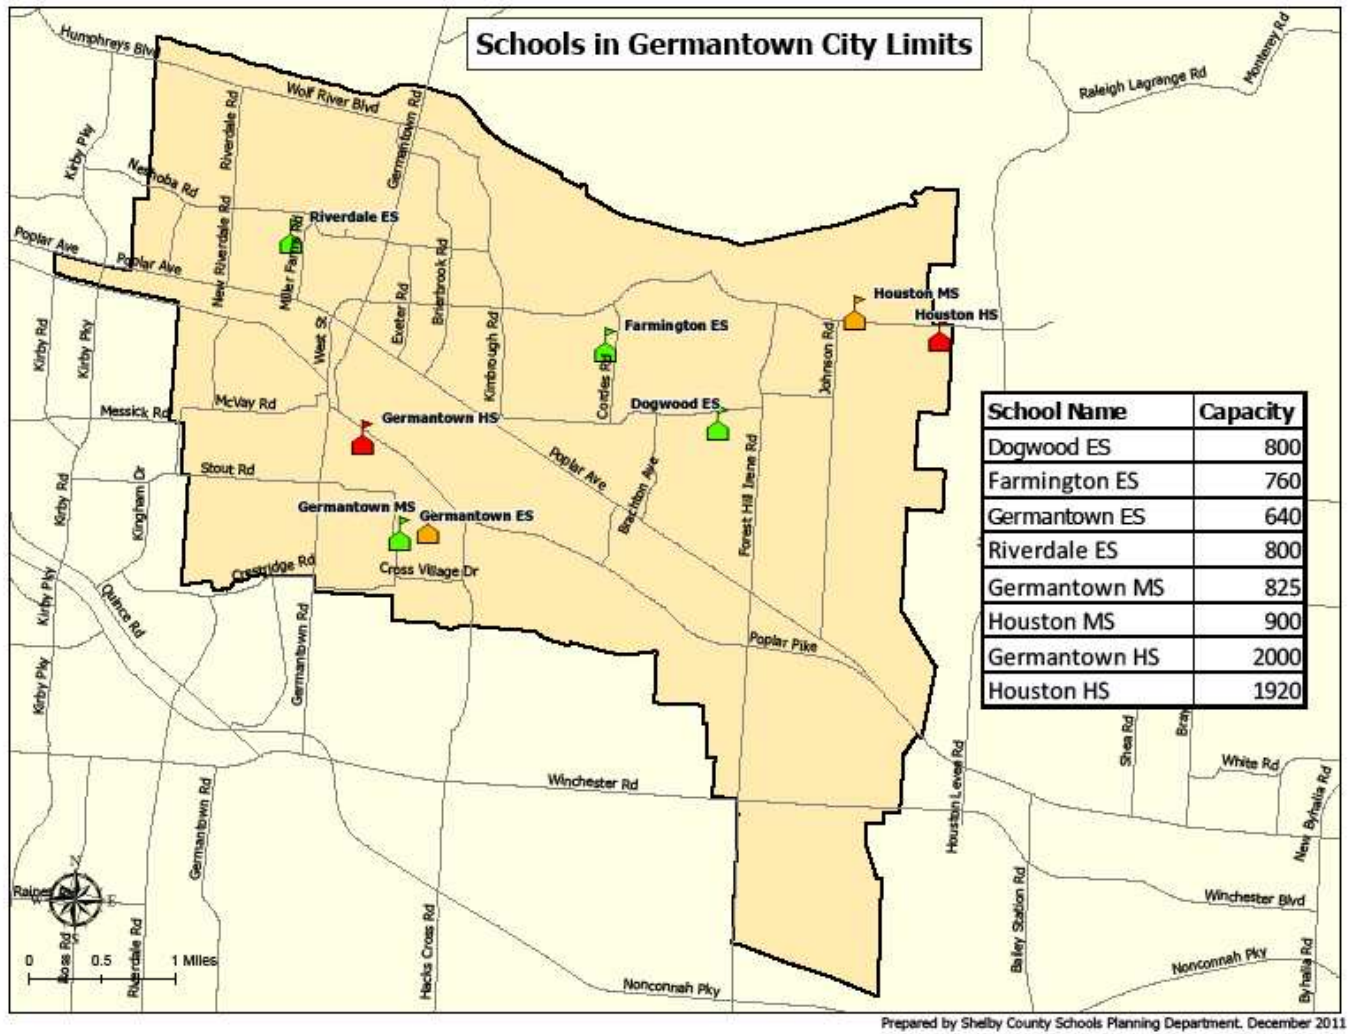 Schools in Germantown City Limits
Humphreys Blvd
Wolf River Blvd
Germantown Rd
Riverdale Rd
Kirby Pky
Neshoba Rd
Raleigh Lagrange Rd
Monterey Rd
Poplar Ave
Poplar Ave
New Riverdale Rd
Riverdale ES
Miller Farms Rd
Exeter Rd
Brierbrook Rd
Kimbrough Rd
West St
Farmington ES
Cordes Rd
Houston MS
Houston HS
Johnson Rd
Kirby Rd
Kirby Pky
Messick Rd
McVay Rd
Germantown HS
Dogwood ES
Stout Rd
Poplar Ave
Forest Hill Irene Rd
Kirby Rd
Kingham Dr
Germantown MS
Germantown ES
Crestridge Rd
Cross Village Dr
School Name Capacity
Dogwood ES 800
Farmington ES 760
Germantown ES 640
Riverdale ES 800
Germantown MS 825
Houston MS 900
Germantown HS 2000
Houston HS 1920
Kirby Pky
Quince Rd
Germantown Rd
Poplar Pike
Kirby Pky
Winchester Rd
Houston Levee Rd
Shea Rd
Bray
White Rd
New Byhalia Rd
Germantown Rd
N
E
S
Ross Rd
Riverdale Rd
Hacks Cross Rd
Bailey Station Rd
Winchester Blvd
Nonconnah Pky
Nonconnah Pky
Byhalia Rd
0 0.5 1 Miles
Prepared by Shelby County Schools Planning Department. December 2011